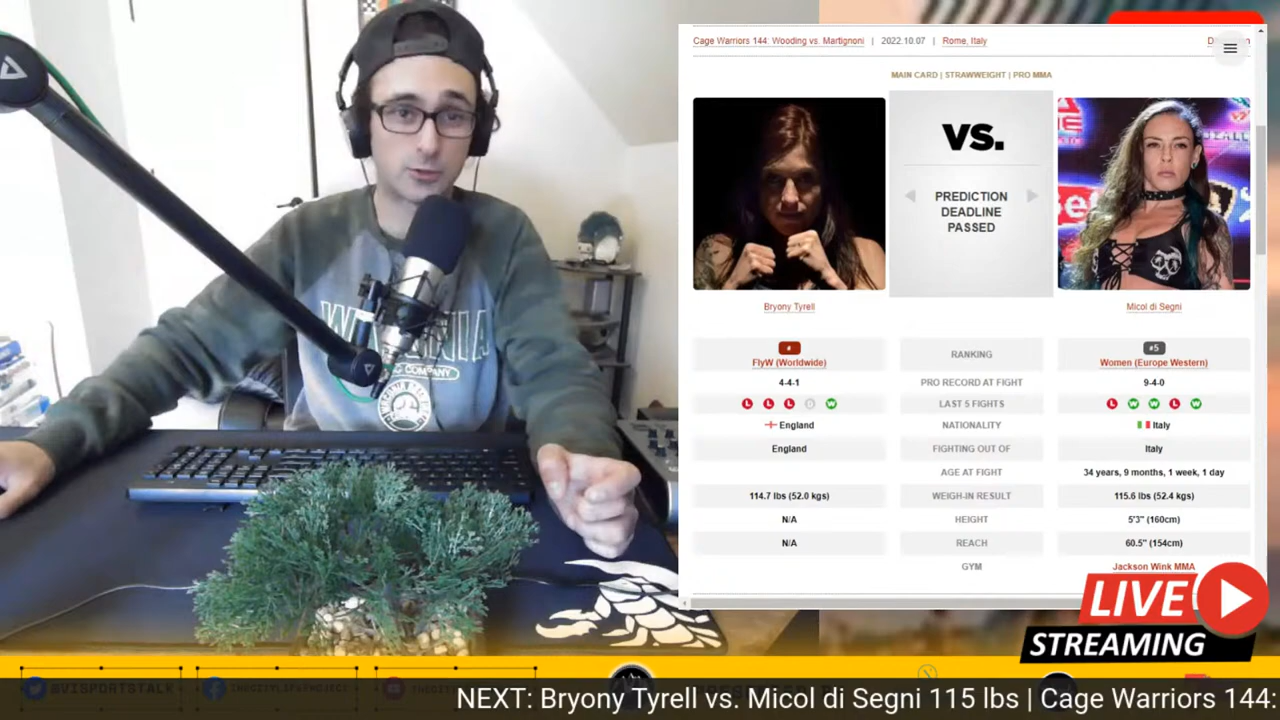 Cage Warriors 144: Wooding vs. Martignoni | 2022.10.07 | Rome, Italy
MAIN CARD | STRAWWEIGHT | PRO MMA
VS.
PREDICTION
DEADLINE
PASSED
Bryony Tyrell
Micol di Segni
#
FlyW (Worldwide)
RANKING
#5
Women (Europe Western)
4-4-1 PRO RECORD AT FIGHT 9-4-0
L L L D W LAST 5 FIGHTS L W W L W
England NATIONALITY Italy
England FIGHTING OUT OF Italy
AGE AT FIGHT 34 years, 9 months, 1 week, 1 day
114.7 lbs (52.0 kgs) WEIGH-IN RESULT 115.6 lbs (52.4 kgs)
N/A HEIGHT 5'3" (160cm)
N/A REACH 60.5" (154cm)
GYM Jackson Wink MMA
COMPANY
LIVE
STREAMING
@VISPORTSTALK
NEXT: Bryony Tyrell vs. Micol di Segni 115 lbs | Cage Warriors 144: